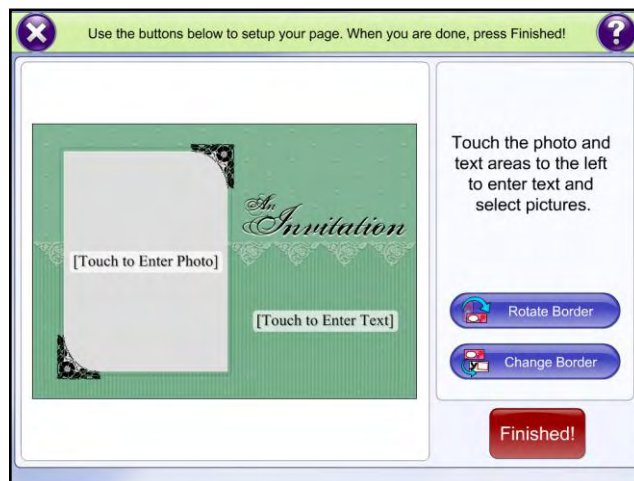 Use the buttons below to setup your page. When you are done, press Finished!
?
An
Invitation
[Touch to Enter Photo]
[Touch to Enter Text]
Touch the photo and
text areas to the left
to enter text and
select pictures.
Rotate Border
Change Border
Finished!